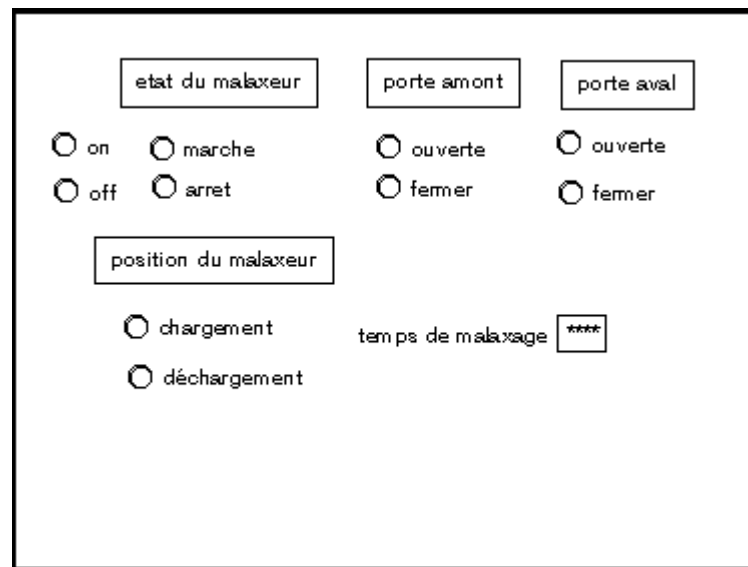 etat du malaxeur porte amont porte aval
on marche ouverte ouverte
off arret fermer fermer
position du malaxeur
chargement temps de malaxage ****
déchargement